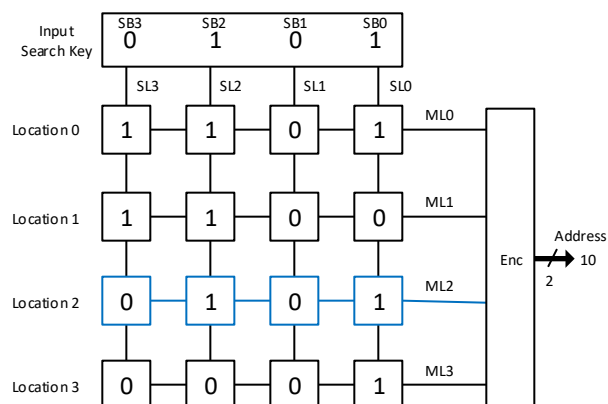 Input Search Key
SB3 SB2 SB1 SB0
0 1 0 1
SL3 SL2 SL1 SL0
Location 0 1 1 0 1 ML0
Location 1 1 1 0 0 ML1
Enc
Address
10
2
Location 2 0 1 0 1 ML2
Location 3 0 0 0 1 ML3